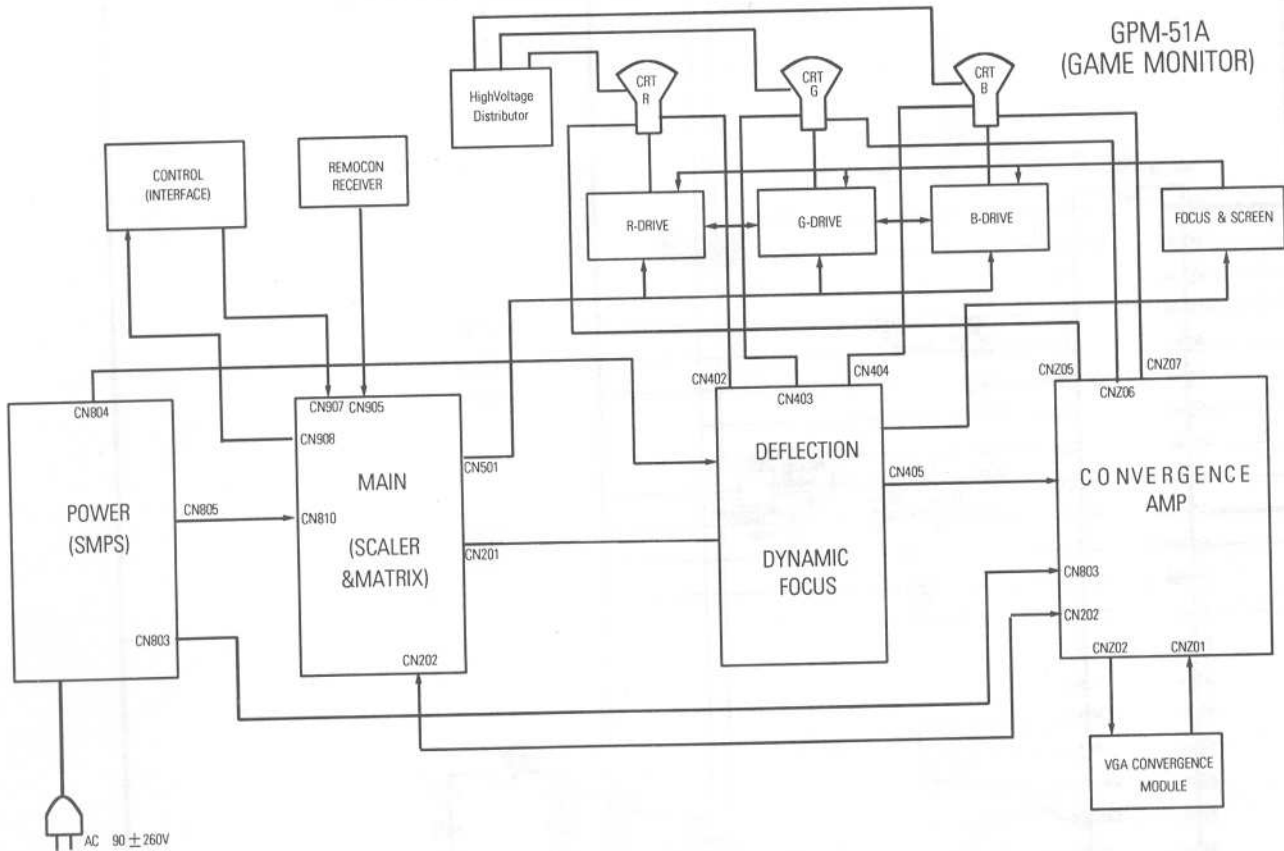 GPM-51A
(GAME MONITOR)
HighVoltage
Distributor
CRT
R
CRT
G
CRT
B
CONTROL
(INTERFACE)
REMOCON
RECEIVER
R-DRIVE
G-DRIVE
B-DRIVE
FOCUS & SCREEN
CN804
CN907
CN905
CN402
CN403
CN404
CNZ05
CNZ06
CNZ07
CN908
CN501
CN405
POWER
(SMPS)
CN805
CN810
MAIN
(SCALER
&MATRIX)
CN201
DEFLECTION
DYNAMIC
FOCUS
CONVERGENCE
AMP
CN803
CN202
CN803
CN202
CNZ02
CNZ01
VGA CONVERGENCE
MODULE
AC 90 ± 260V